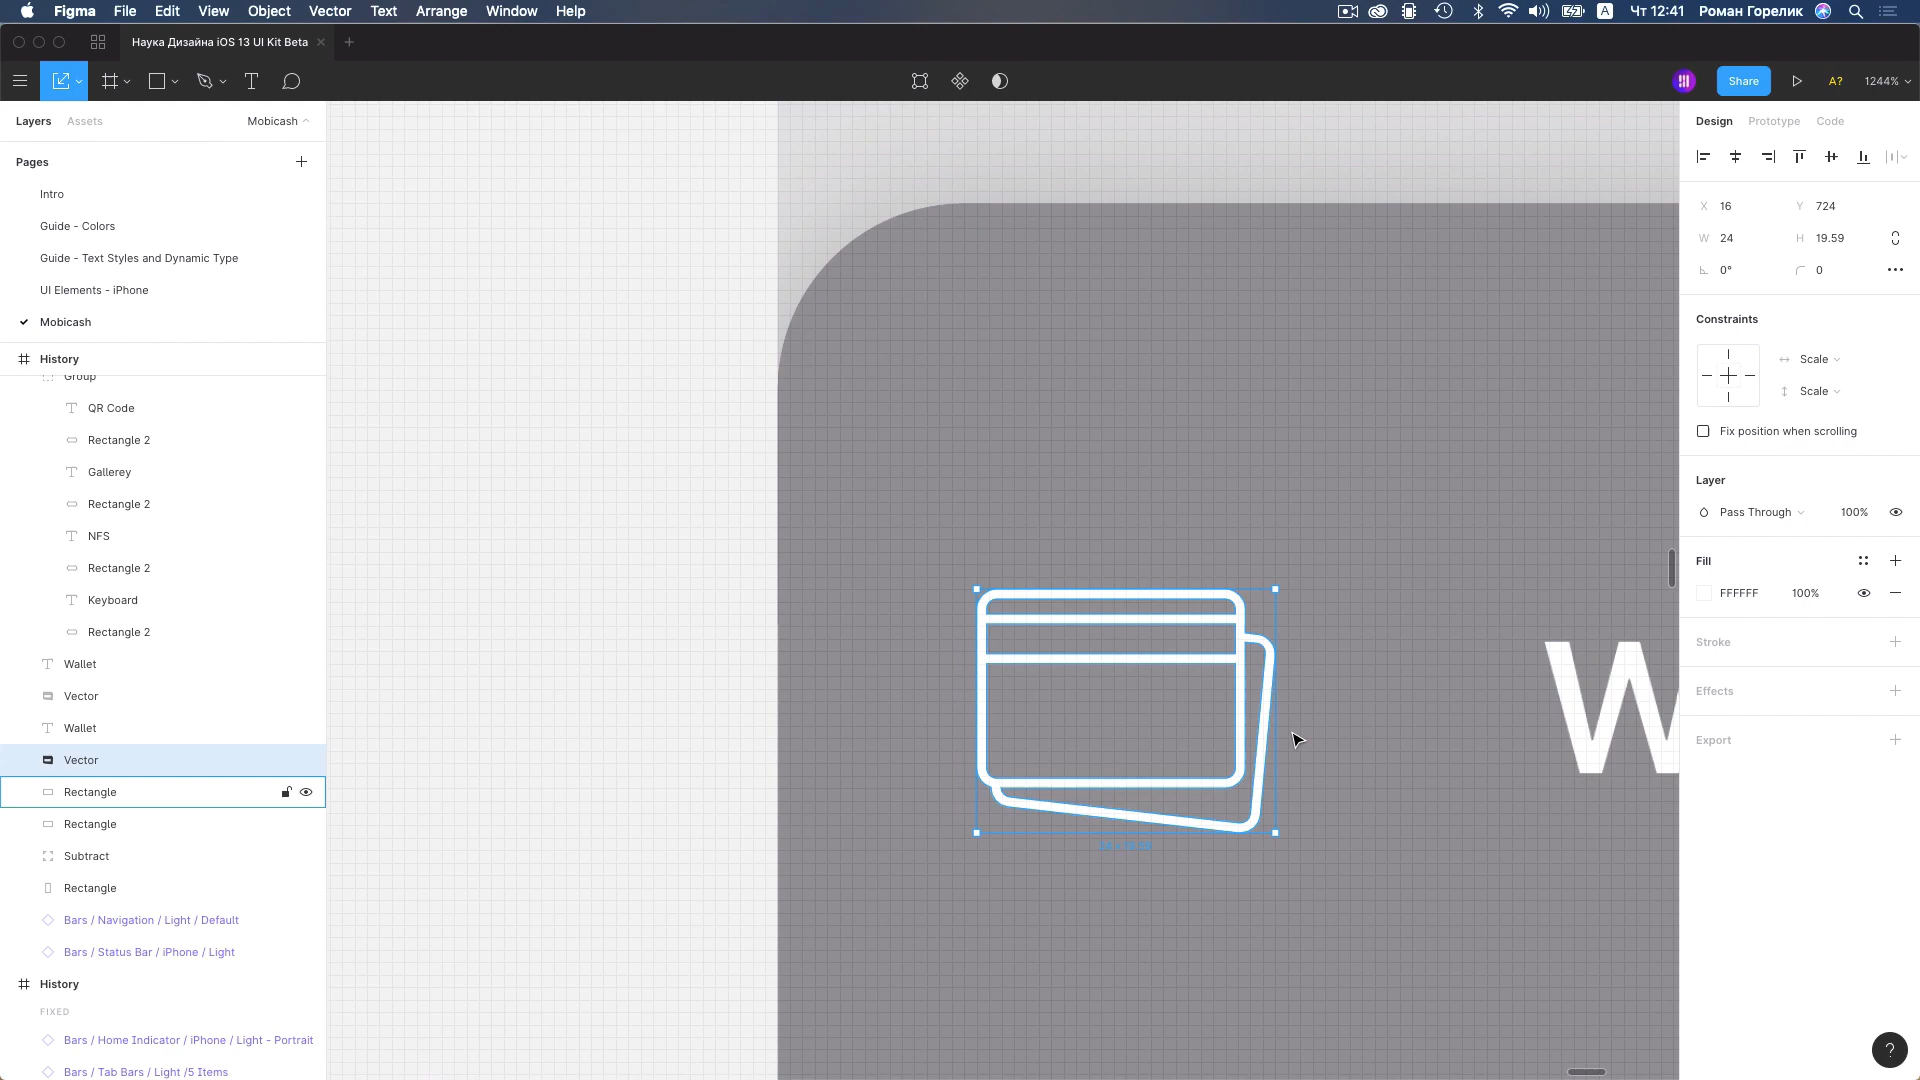 Figma File Edit View Object Vector Text Arrange Window Help
A Чт 12:41 Роман Горелик
Наука Дизайна iOS 13 UI Kit Beta
Share A? 1244%
Layers Assets Mobicash
Pages
Intro
Guide - Colors
Guide - Text Styles and Dynamic Type
UI Elements - iPhone
Mobicash
History
Group
QR Code
Rectangle 2
Gallerey
Rectangle 2
NFS
Rectangle 2
Keyboard
Rectangle 2
Wallet
Vector
Wallet
Vector
Rectangle
Rectangle
Subtract
Rectangle
Bars / Navigation / Light / Default
Bars / Status Bar / iPhone / Light
History
FIXED
Bars / Home Indicator / iPhone / Light - Portrait
Bars / Tab Bars / Light /5 Items
W
Design Prototype Code
X 16 Y 724
W 24 H 19.59
0° 0
Constraints
Scale
Scale
Fix position when scrolling
Layer
Pass Through 100%
Fill
FFFFFF 100%
Stroke
Effects
Export
?